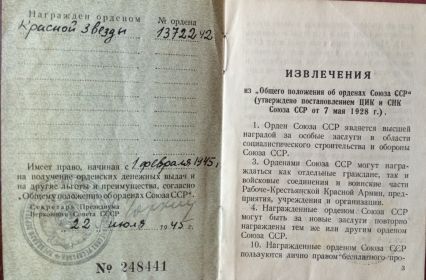 Награжден орденом № ордена
Красной Звезды 1372242
Имеет право, начиная с 1 февраля 1945,
на получение орденских денежных выдач и
на другие льготы и преимущества, согласно
„Общему положению об орденах Союза ССР“
Секретарь Президиума
Верховного Совета СССР
22 июля 1945 г.
№ 248441
ИЗВЛЕЧЕНИЯ
из „Общего положения об орденах Союза ССР“
(утверждено постановлением ЦИК и СНК
Союза ССР от 7 мая 1928 г.).
1. Орден Союза ССР является высшей
наградой за особые заслуги в области
социалистического строительства и обороны
Союза ССР.
3. Орденами Союза ССР могут на-
граждаться как отдельные граждане, так и
войсковые соединения и воинские части
Рабоче-Крестьянской Красной Армии, пред-
приятия, учреждения и организации.
4. Награжденные орденом Союза ССР
могут быть за новые заслуги повторно
награждены тем же или другим орденом
Союза ССР.
10. Награжденные орденом Союза ССР
пользуются лично правом бесплатного про-
3